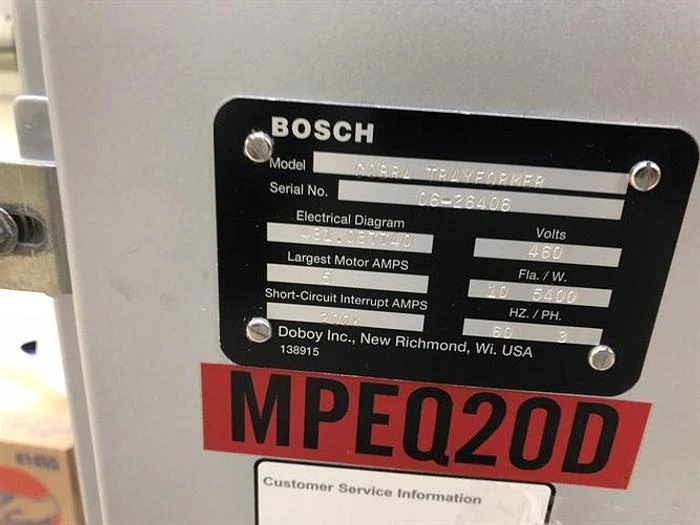 BOSCH
Model COBRA TRAYFORMER
Serial No. 06-26406
Electrical Diagram
Volts
460
Largest Motor AMPS
5
Fla. / W.
10 5400
Short-Circuit Interrupt AMPS
200K
HZ. / PH.
60 3
Doboy Inc., New Richmond, Wi. USA
138915
MPEQ20D
Customer Service Information
41455